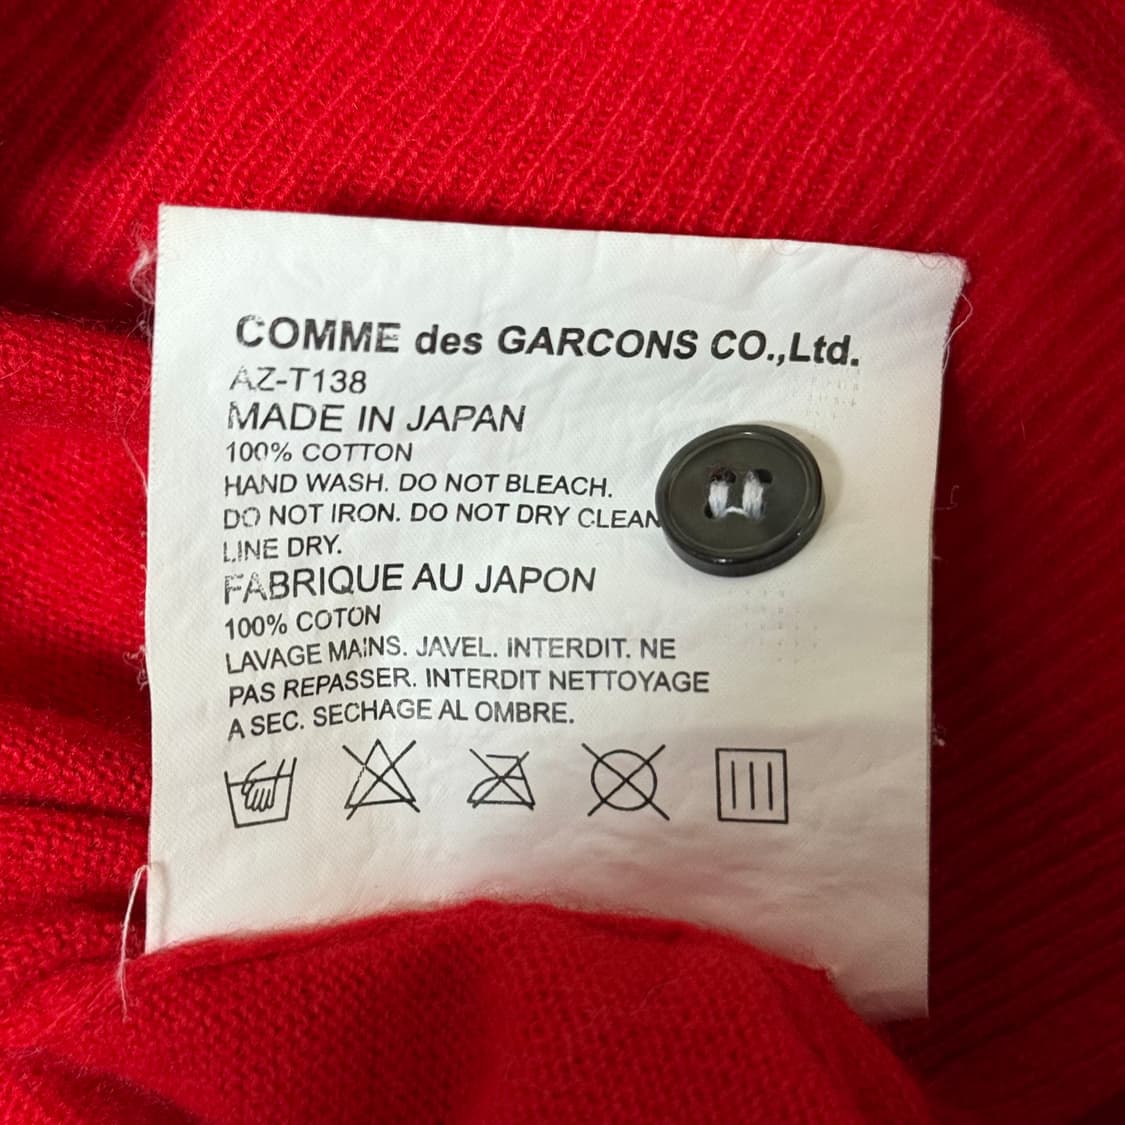 COMME des GARCONS CO.,Ltd.
AZ-T138
MADE IN JAPAN
100% COTTON
HAND WASH. DO NOT BLEACH.
DO NOT IRON. DO NOT DRY CLEAN
LINE DRY.
FABRIQUE AU JAPON
100% COTON
LAVAGE MAINS. JAVEL. INTERDIT. NE
PAS REPASSER. INTERDIT NETTOYAGE
A SEC. SECHAGE AL OMBRE.